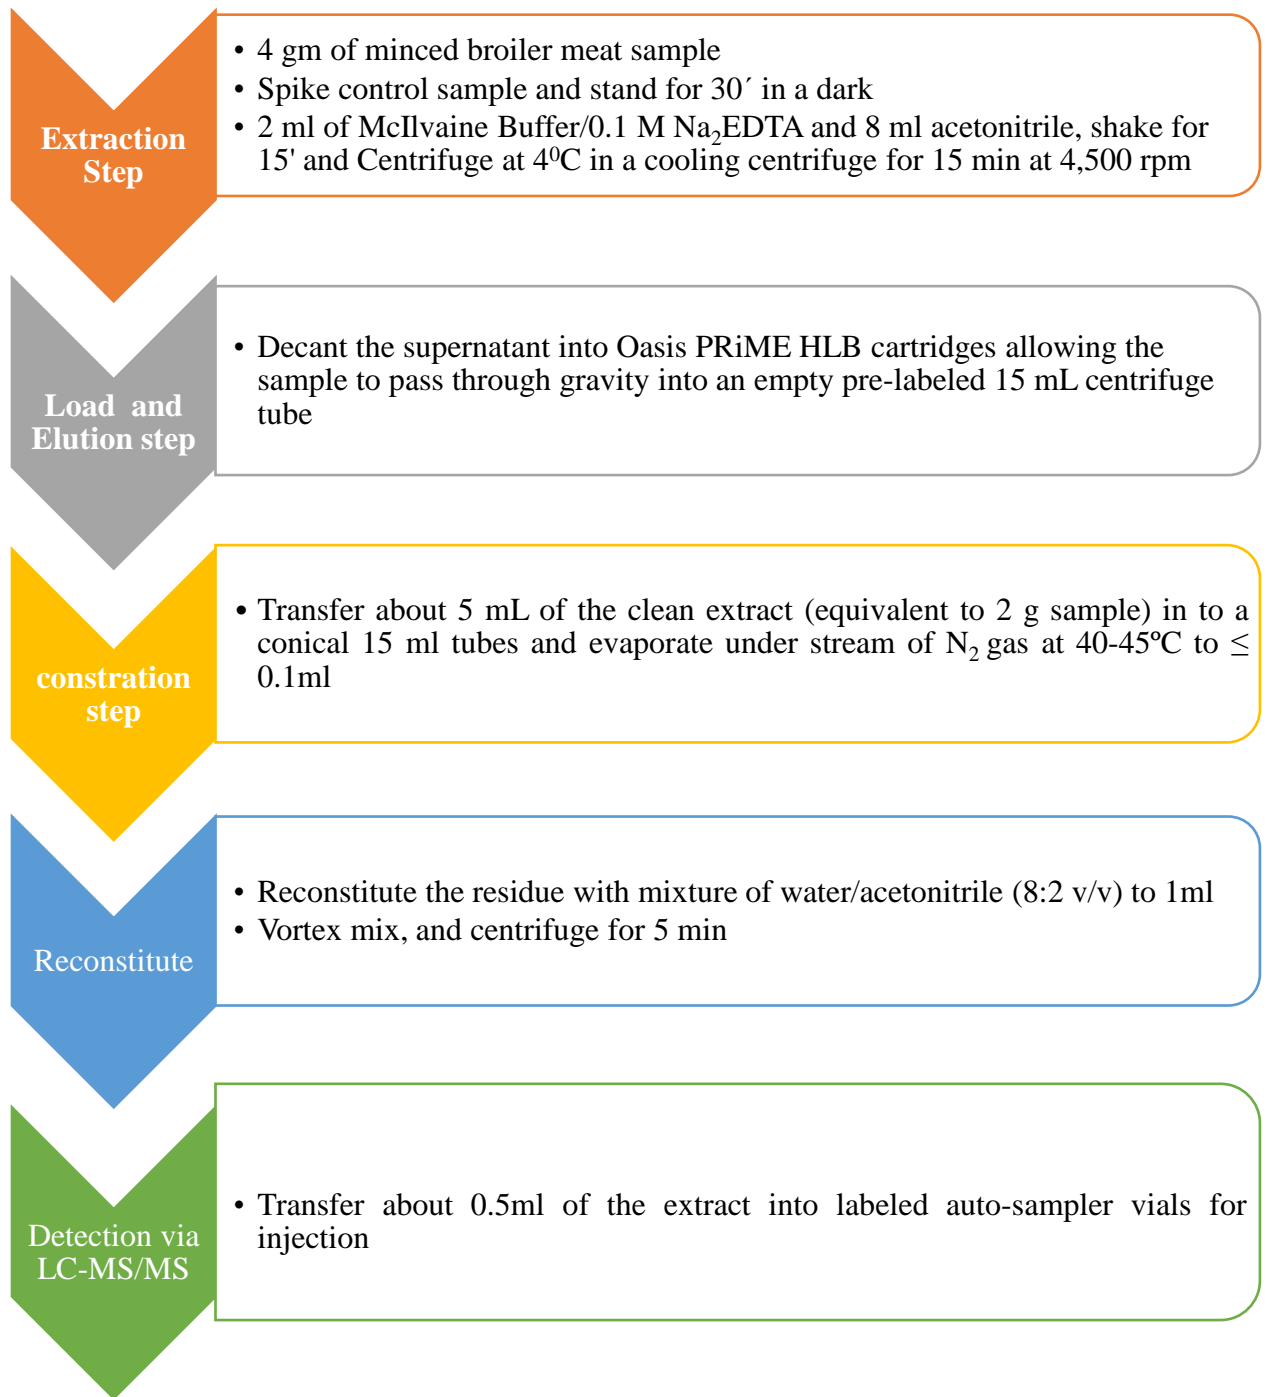 Extraction
Step
• 4 gm of minced broiler meat sample
• Spike control sample and stand for 30´ in a dark
• 2 ml of McIlvaine Buffer/0.1 M Na₂EDTA and 8 ml acetonitrile, shake for
15' and Centrifuge at 4⁰C in a cooling centrifuge for 15 min at 4,500 rpm
Load and
Elution step
• Decant the supernatant into Oasis PRiME HLB cartridges allowing the
sample to pass through gravity into an empty pre-labeled 15 mL centrifuge
tube
constration
step
• Transfer about 5 mL of the clean extract (equivalent to 2 g sample) in to a
conical 15 ml tubes and evaporate under stream of N₂ gas at 40-45ºC to ≤
0.1ml
Reconstitute
• Reconstitute the residue with mixture of water/acetonitrile (8:2 v/v) to 1ml
• Vortex mix, and centrifuge for 5 min
Detection via
LC-MS/MS
• Transfer about 0.5ml of the extract into labeled auto-sampler vials for
injection